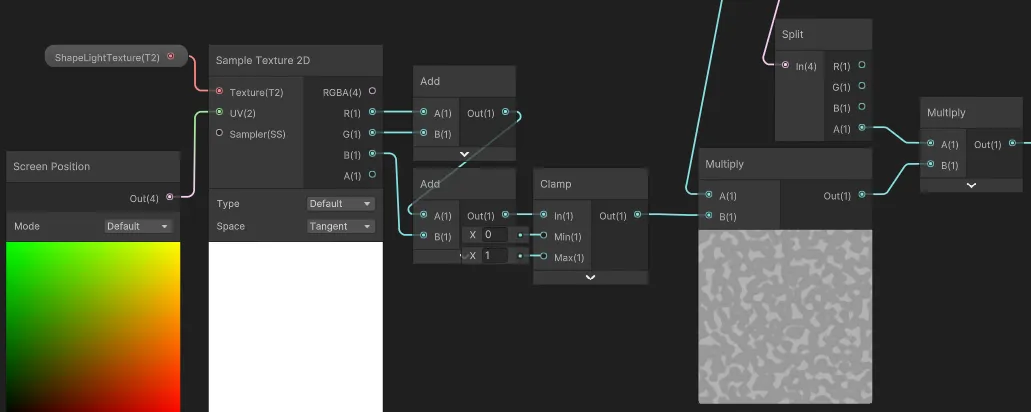 ShapeLightTexture(T2)
Sample Texture 2D
Texture(T2)
RGBA(4)
UV(2)
R(1)
Sampler(SS)
G(1)
B(1)
A(1)
Type
Default
Space
Tangent
Screen Position
Out(4)
Mode
Default
Add
A(1)
Out(1)
B(1)
Add
A(1)
Out(1)
B(1)
X 0
X 1
Clamp
In(1)
Out(1)
Min(1)
Max(1)
Multiply
A(1)
Out(1)
B(1)
Split
In(4)
R(1)
G(1)
B(1)
A(1)
Multiply
A(1)
Out(1)
B(1)